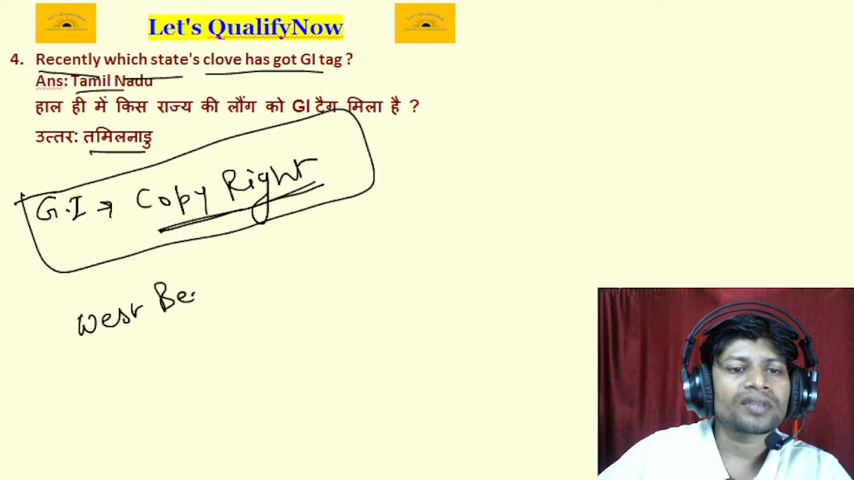 Let's QualifyNow
4. Recently which state's clove has got GI tag ?
Ans: Tamil Nadu
हाल ही में किस राज्य की लौंग को GI टैग मिला है ?
उत्तर: तमिलनाडु
G.I → Copy Right
West Be